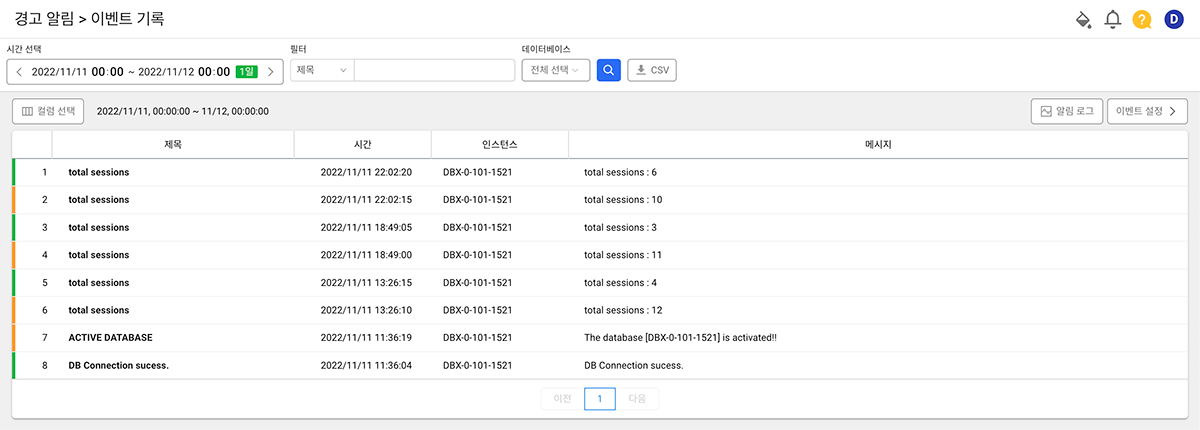 경고 알림 > 이벤트 기록
?
D
시간 선택 필터 데이터베이스
2022/11/11 00:00 ~ 2022/11/12 00:00 1일 제목 전체 선택 CSV
컬럼 선택 2022/11/11, 00:00:00 ~ 11/12, 00:00:00 알림 로그 이벤트 설정
제목 시간 인스턴스 메시지
1 total sessions 2022/11/11 22:02:20 DBX-0-101-1521 total sessions : 6
2 total sessions 2022/11/11 22:02:15 DBX-0-101-1521 total sessions : 10
3 total sessions 2022/11/11 18:49:05 DBX-0-101-1521 total sessions : 3
4 total sessions 2022/11/11 18:49:00 DBX-0-101-1521 total sessions : 11
5 total sessions 2022/11/11 13:26:15 DBX-0-101-1521 total sessions : 4
6 total sessions 2022/11/11 13:26:10 DBX-0-101-1521 total sessions : 12
7 ACTIVE DATABASE 2022/11/11 11:36:19 DBX-0-101-1521 The database [DBX-0-101-1521] is activated!!
8 DB Connection sucess. 2022/11/11 11:36:04 DBX-0-101-1521 DB Connection sucess.
이전 1 다음